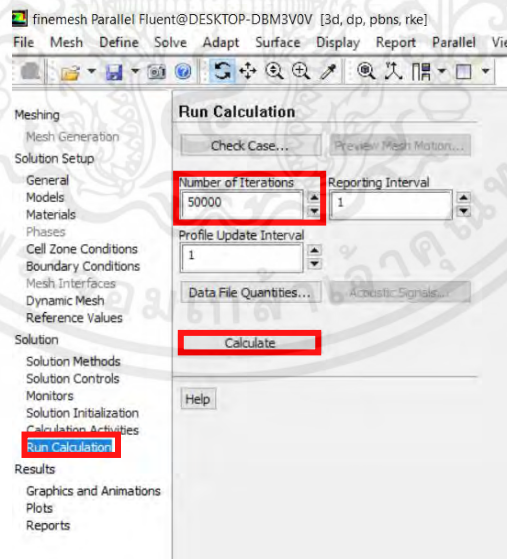 finemesh Parallel Fluent@DESKTOP-DBM3V0V [3d, dp, pbns, rke]
File Mesh Define Solve Adapt Surface Display Report Parallel
Meshing
Mesh Generation
Solution Setup
General
Models
Materials
Phases
Cell Zone Conditions
Boundary Conditions
Mesh Interfaces
Dynamic Mesh
Reference Values
Solution
Solution Methods
Solution Controls
Monitors
Solution Initialization
Calculation Activities
Run Calculation
Results
Graphics and Animations
Plots
Reports
Run Calculation
Check Case... Preview Mesh Motion...
Number of Iterations Reporting Interval
50000 1
Profile Update Interval
1
Data File Quantities... Acoustic Signals...
Calculate
Help